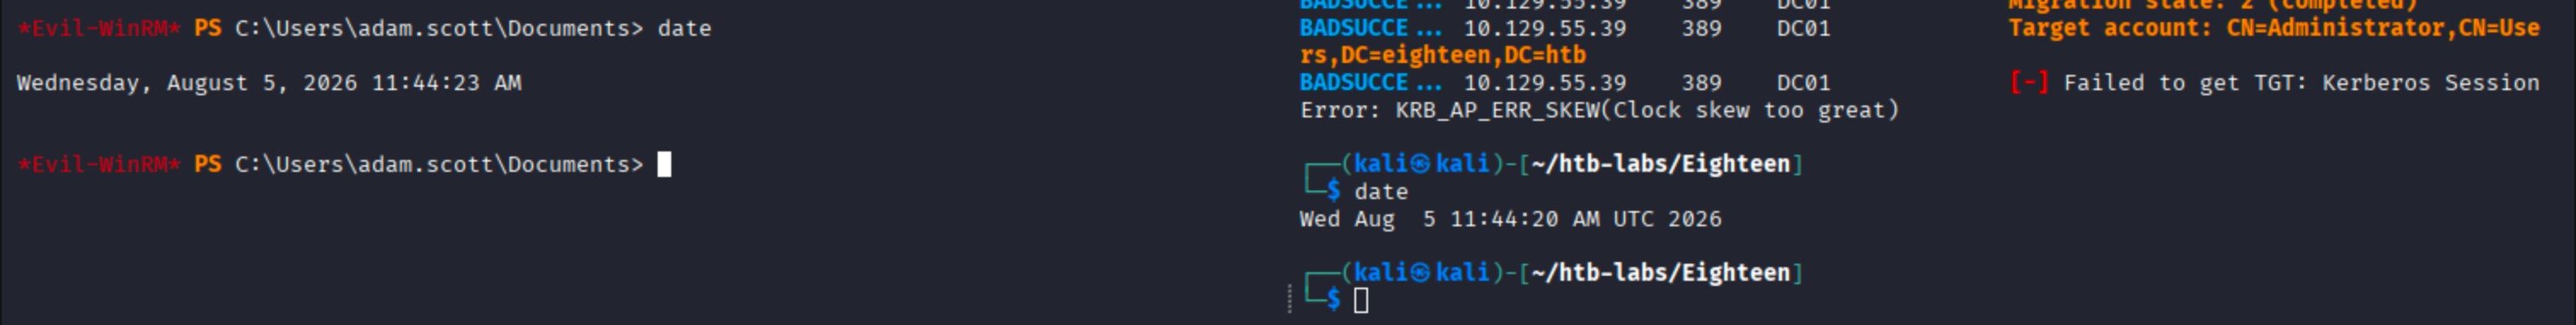 *Evil-WinRM* PS C:\Users\adam.scott\Documents> date
Wednesday, August 5, 2026 11:44:23 AM
*Evil-WinRM* PS C:\Users\adam.scott\Documents>
BADSUCCE... 10.129.55.39 389 DC01 Migration state: 2 (completed)
BADSUCCE... 10.129.55.39 389 DC01 Target account: CN=Administrator,CN=Use
rs,DC=eighteen,DC=htb
BADSUCCE... 10.129.55.39 389 DC01 [-] Failed to get TGT: Kerberos Session
Error: KRB_AP_ERR_SKEW(Clock skew too great)
┌──(kali㉿kali)-[~/htb-labs/Eighteen]
└─$ date
Wed Aug  5 11:44:20 AM UTC 2026
┌──(kali㉿kali)-[~/htb-labs/Eighteen]
└─$